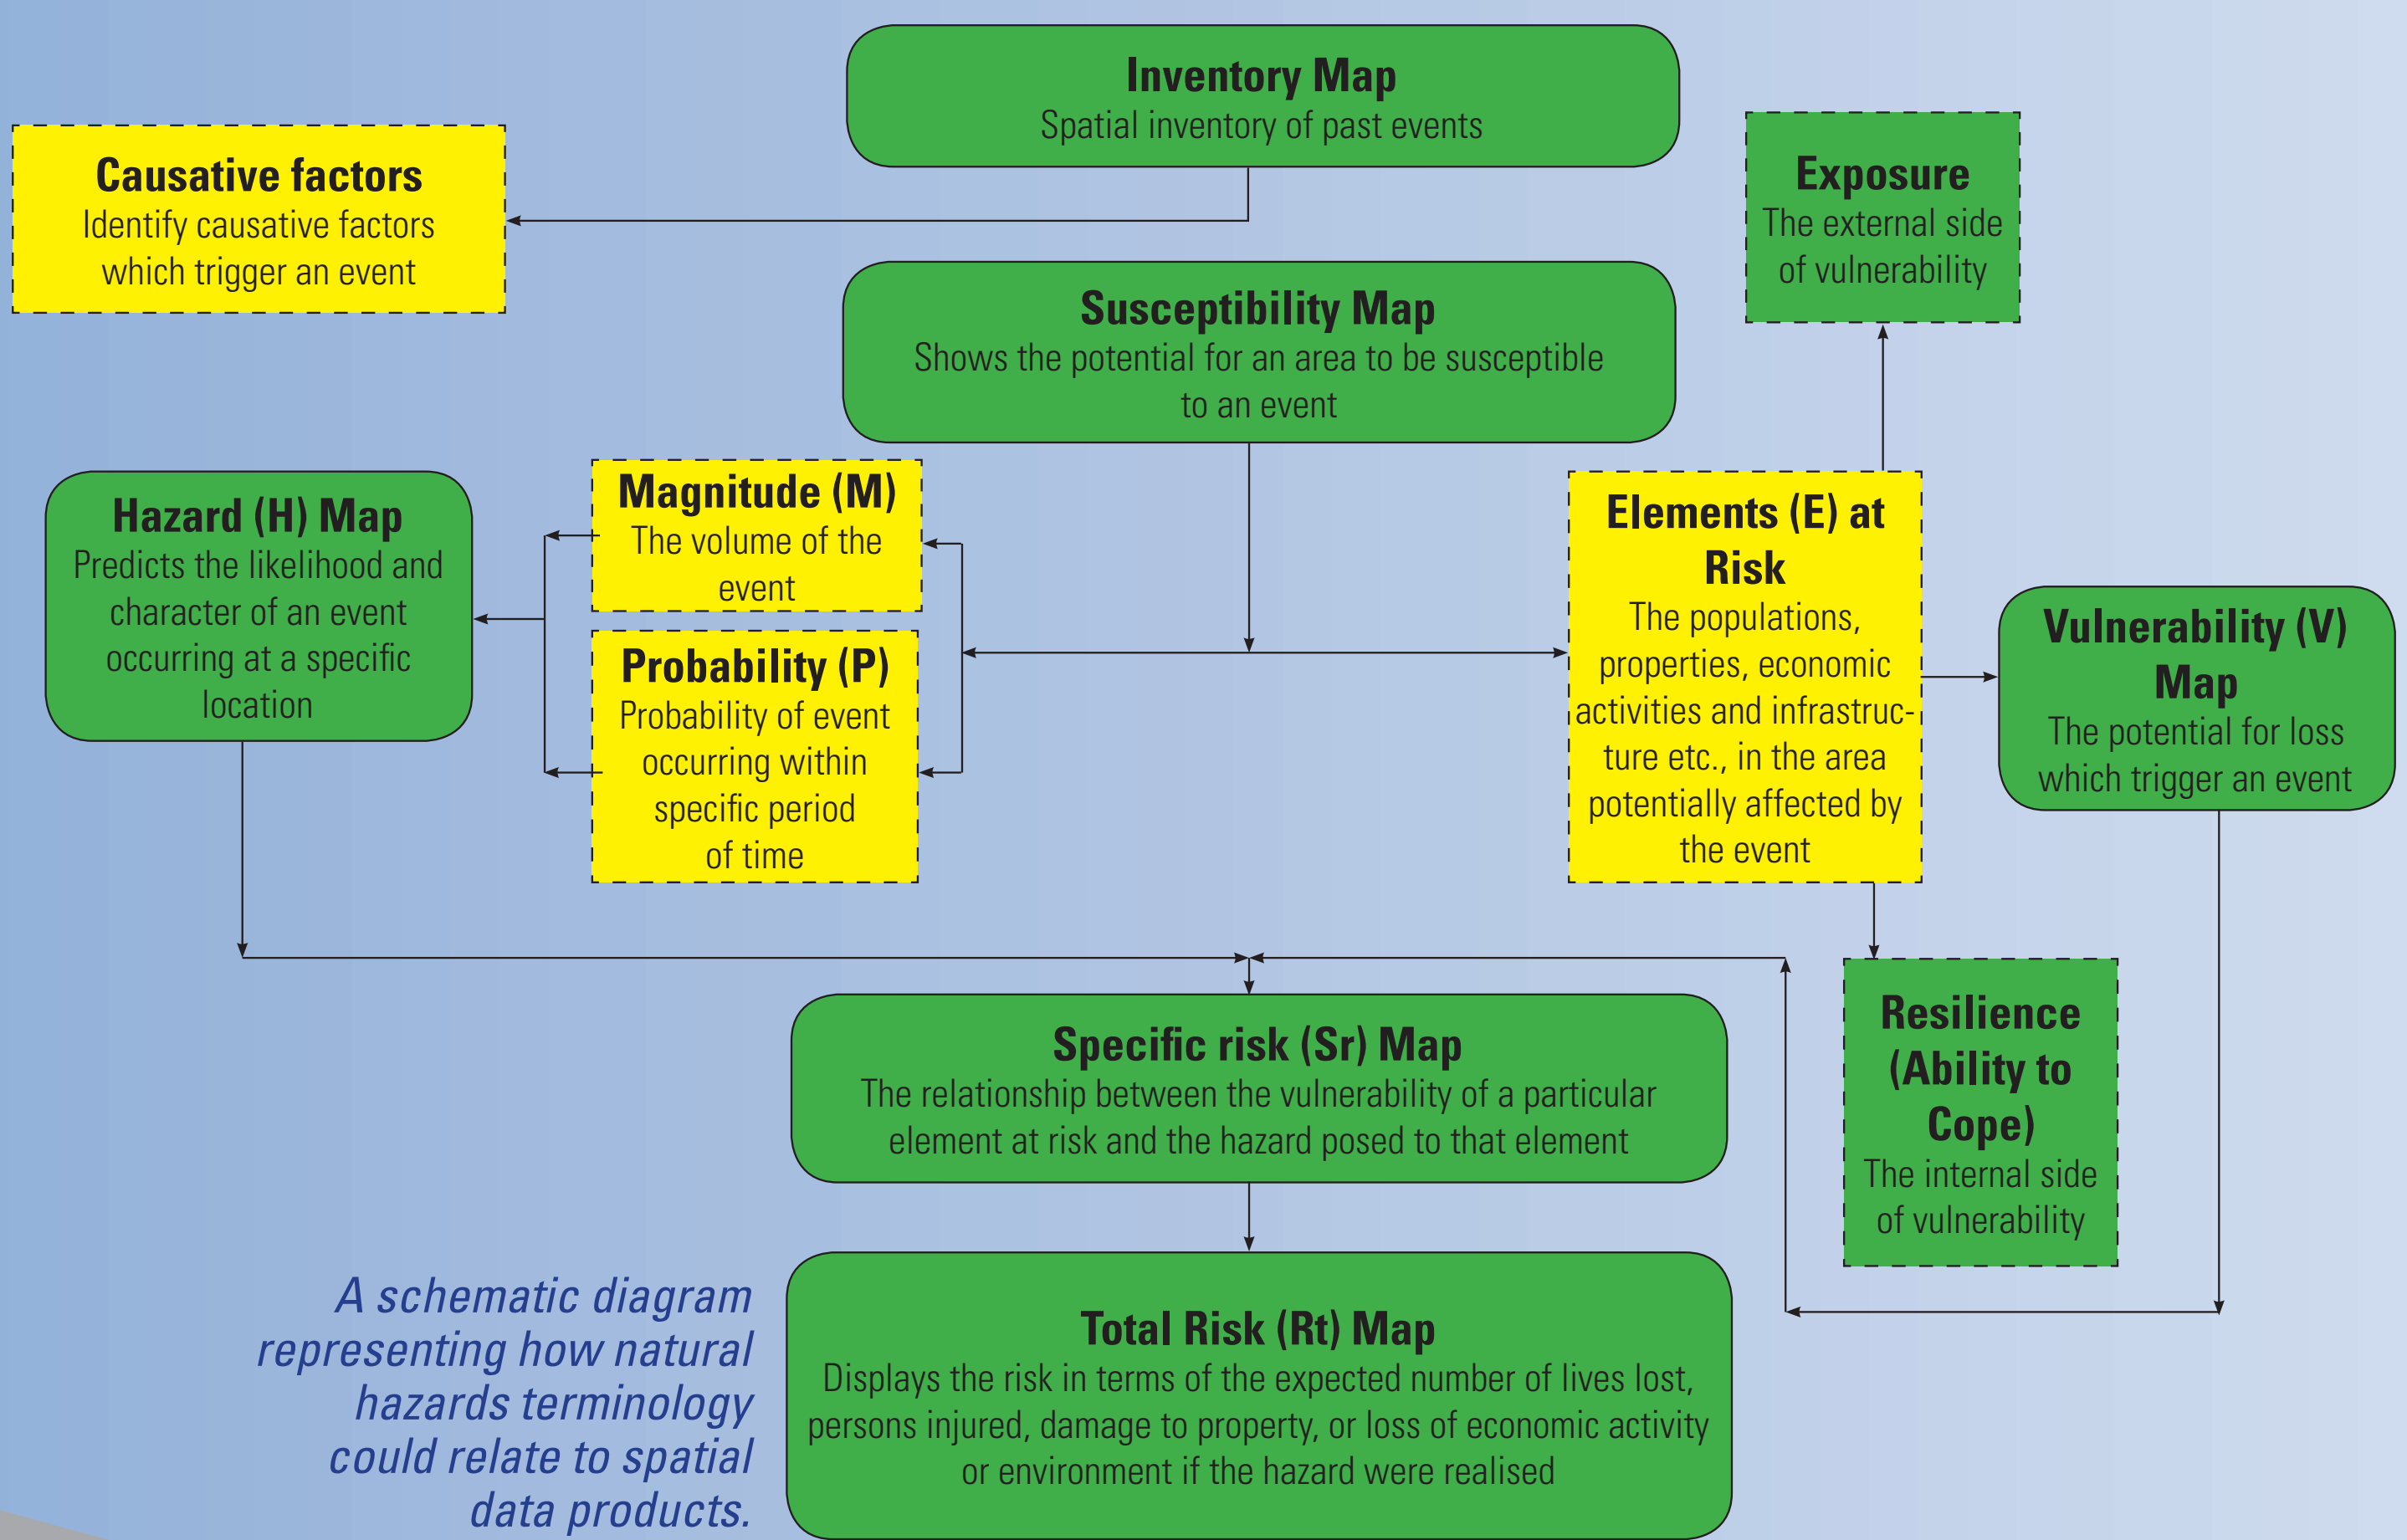 Inventory Map
Spatial inventory of past events
Causative factors
Identify causative factors
which trigger an event
Exposure
The external side
of vulnerability
Susceptibility Map
Shows the potential for an area to be susceptible
to an event
Hazard (H) Map
Predicts the likelihood and
character of an event
occurring at a specific
location
Magnitude (M)
The volume of the
event
Probability (P)
Probability of event
occurring within
specific period
of time
Elements (E) at
Risk
The populations,
properties, economic
activities and infrastruc-
ture etc., in the area
potentially affected by
the event
Vulnerability (V)
Map
The potential for loss
which trigger an event
Specific risk (Sr) Map
The relationship between the vulnerability of a particular
element at risk and the hazard posed to that element
Resilience
(Ability to
Cope)
The internal side
of vulnerability
Total Risk (Rt) Map
Displays the risk in terms of the expected number of lives lost,
persons injured, damage to property, or loss of economic activity
or environment if the hazard were realised
A schematic diagram
representing how natural
hazards terminology
could relate to spatial
data products.